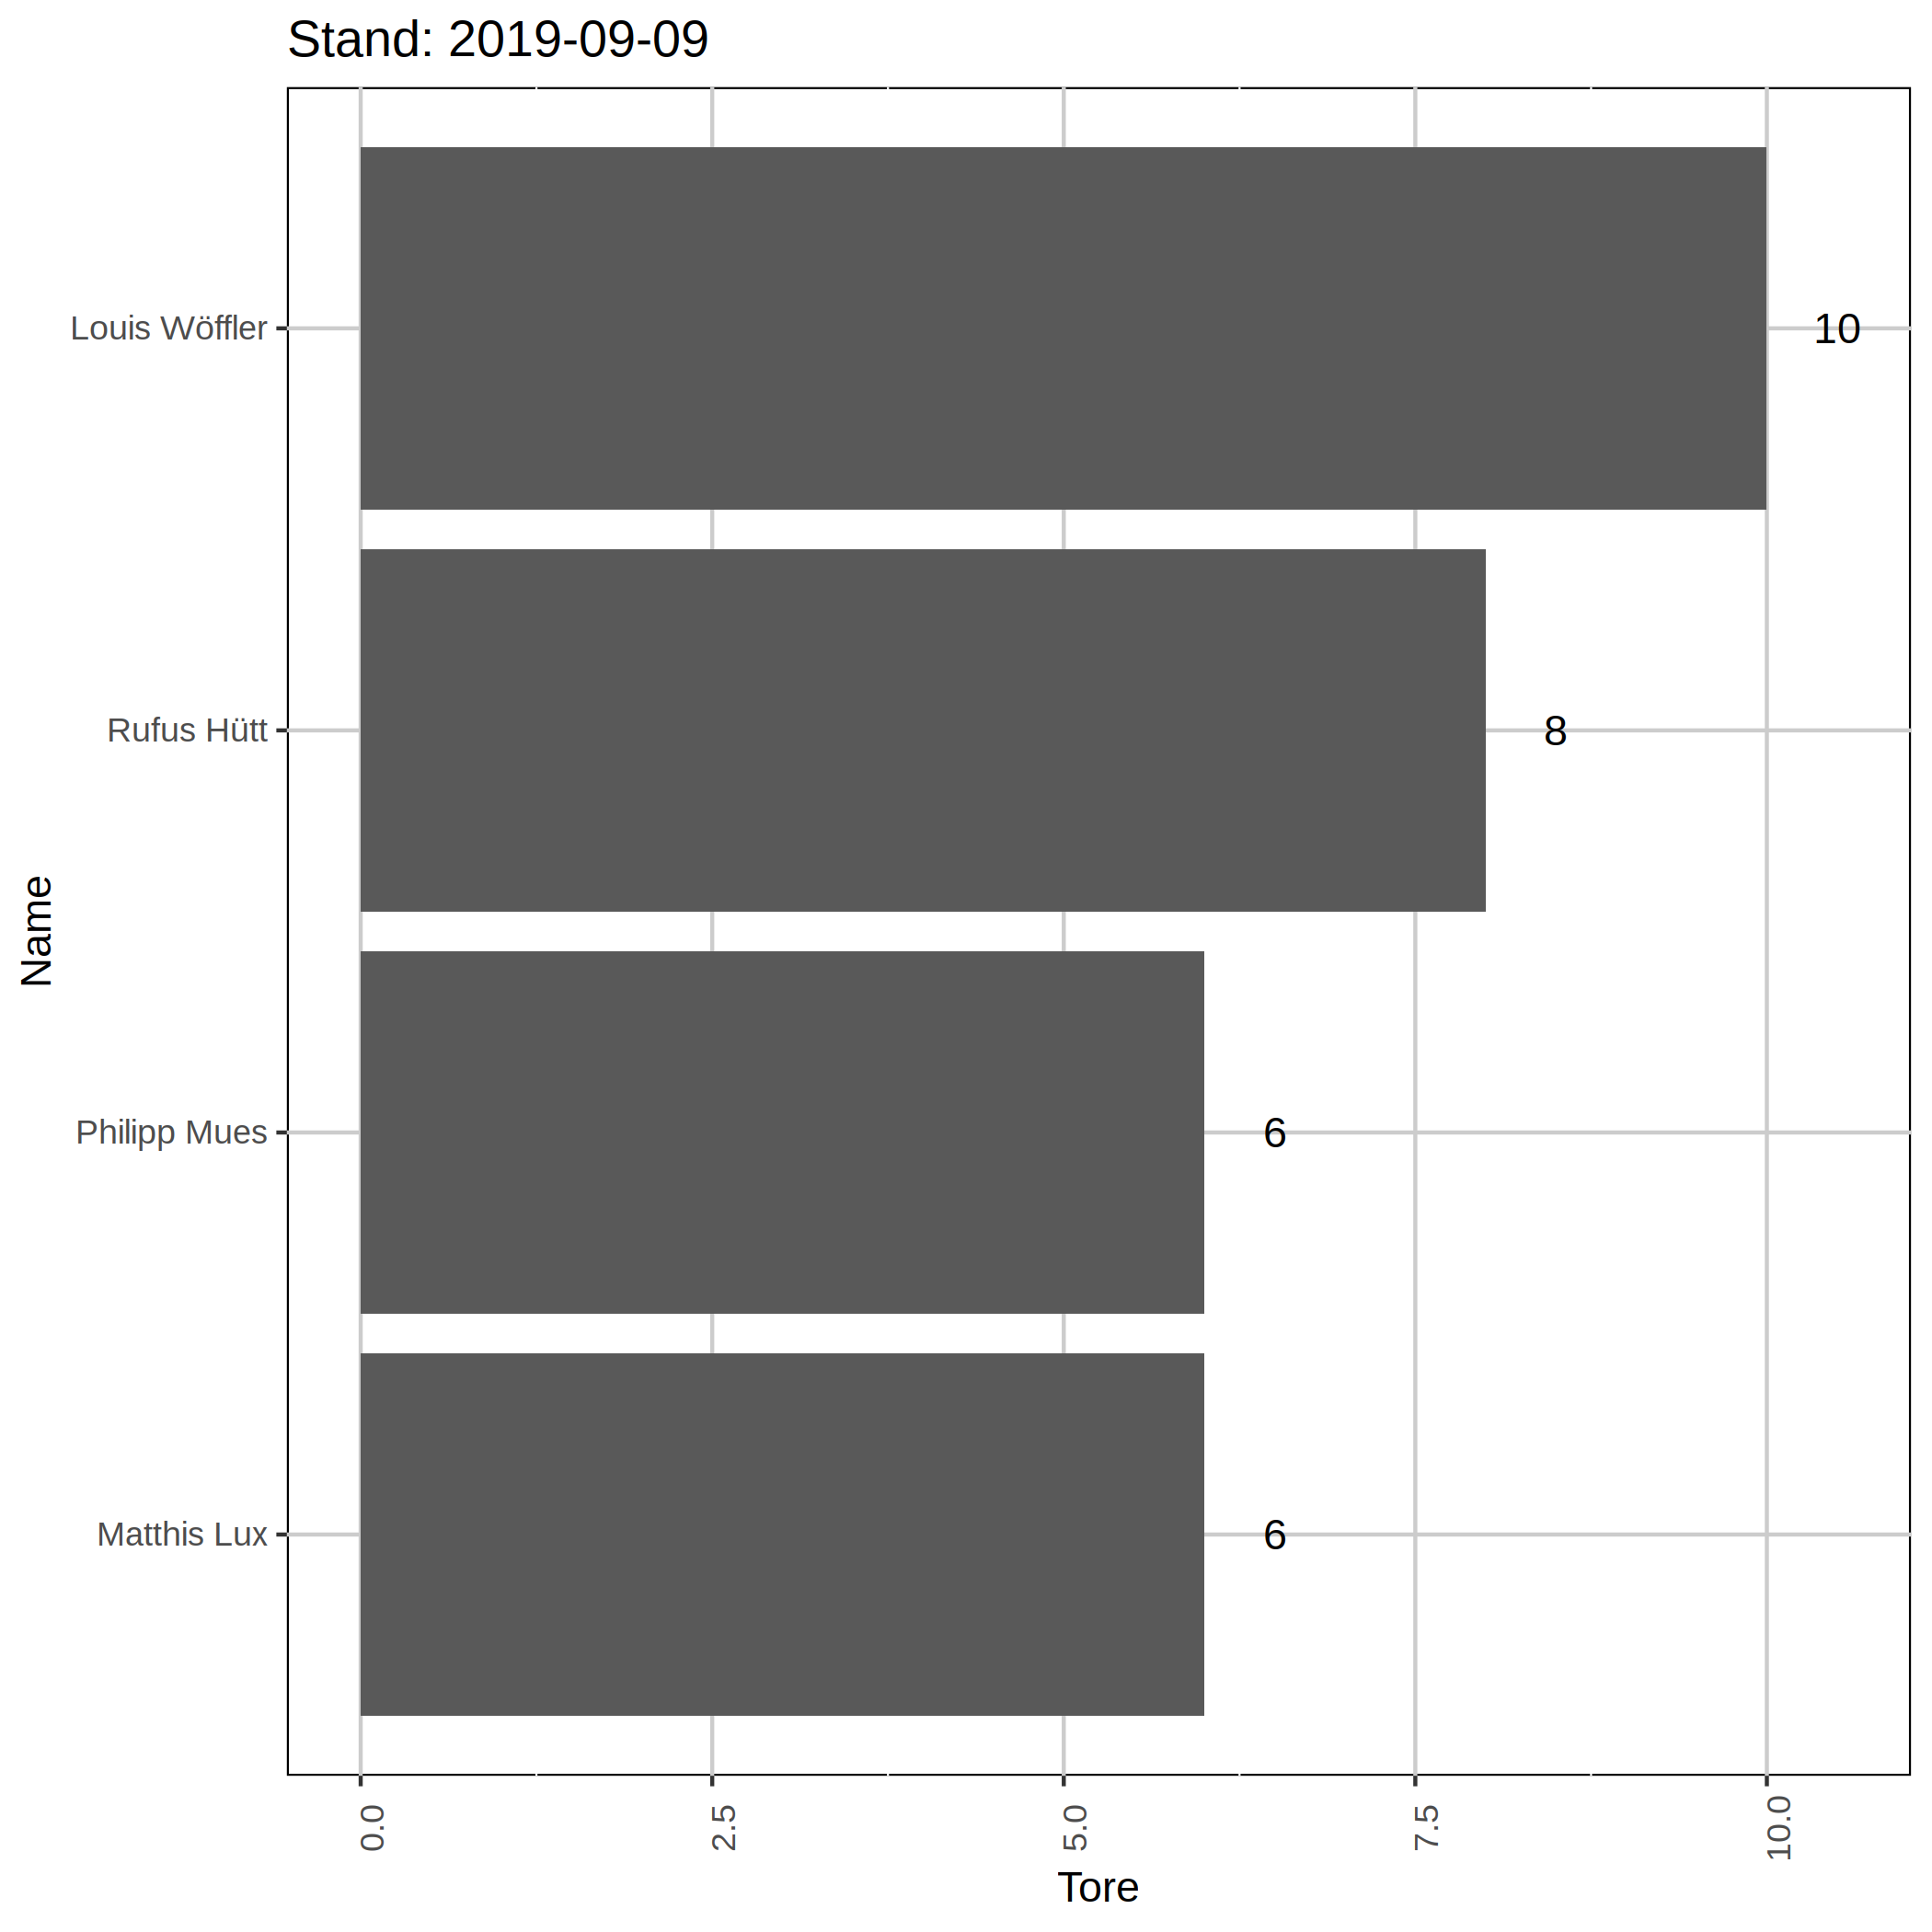 Stand: 2019-09-09
Louis Wöffler
10
Rufus Hütt
8
Name
Philipp Mues
6
Matthis Lux
6
0.0
2.5
5.0
7.5
10.0
Tore